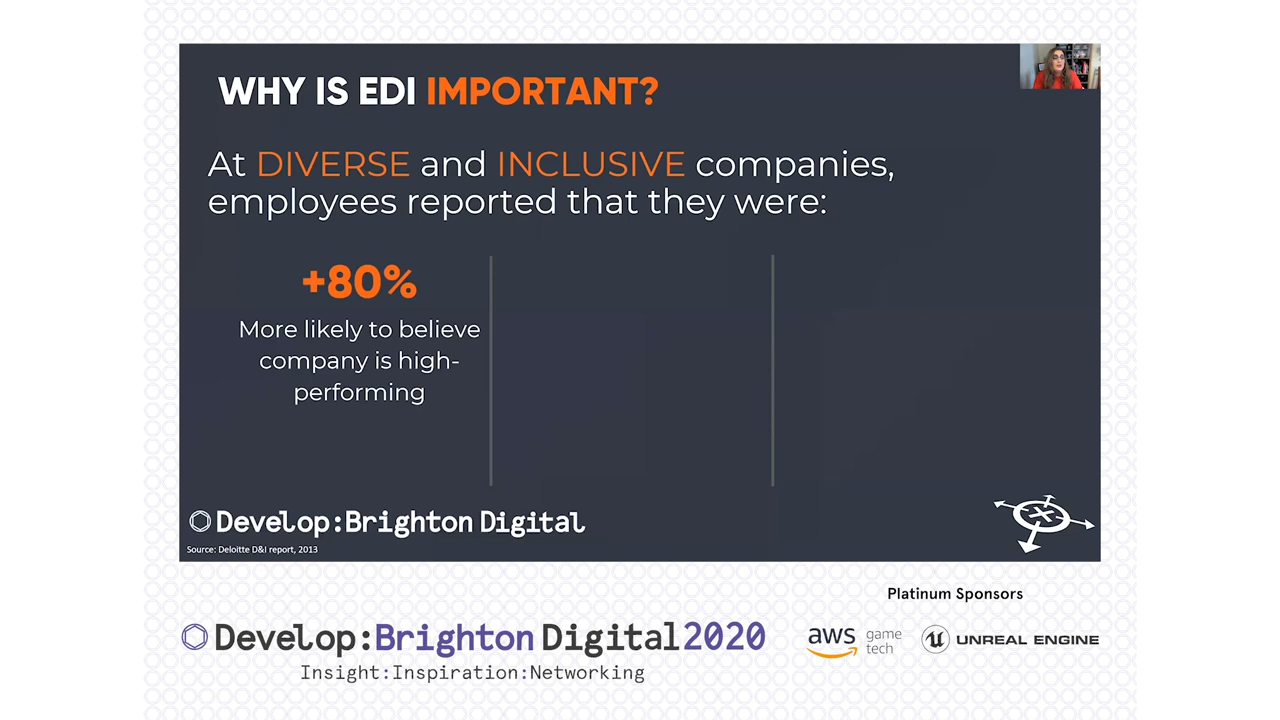 WHY IS EDI IMPORTANT?
At DIVERSE and INCLUSIVE companies,
employees reported that they were:
+80%
More likely to believe
company is high-
performing
Develop:Brighton Digital
Source: Deloitte D&I report, 2013
Platinum Sponsors
Develop:Brighton Digital 2020
Insight:Inspiration:Networking
aws game
tech
UNREAL ENGINE